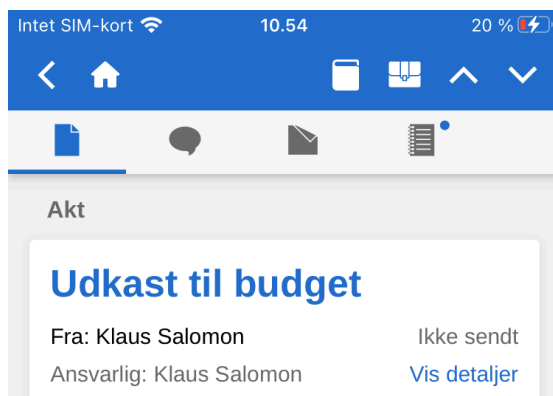 Intet SIM-kort 10.54 20 %
Akt
Udkast til budget
Fra: Klaus Salomon Ikke sendt
Ansvarlig: Klaus Salomon Vis detaljer